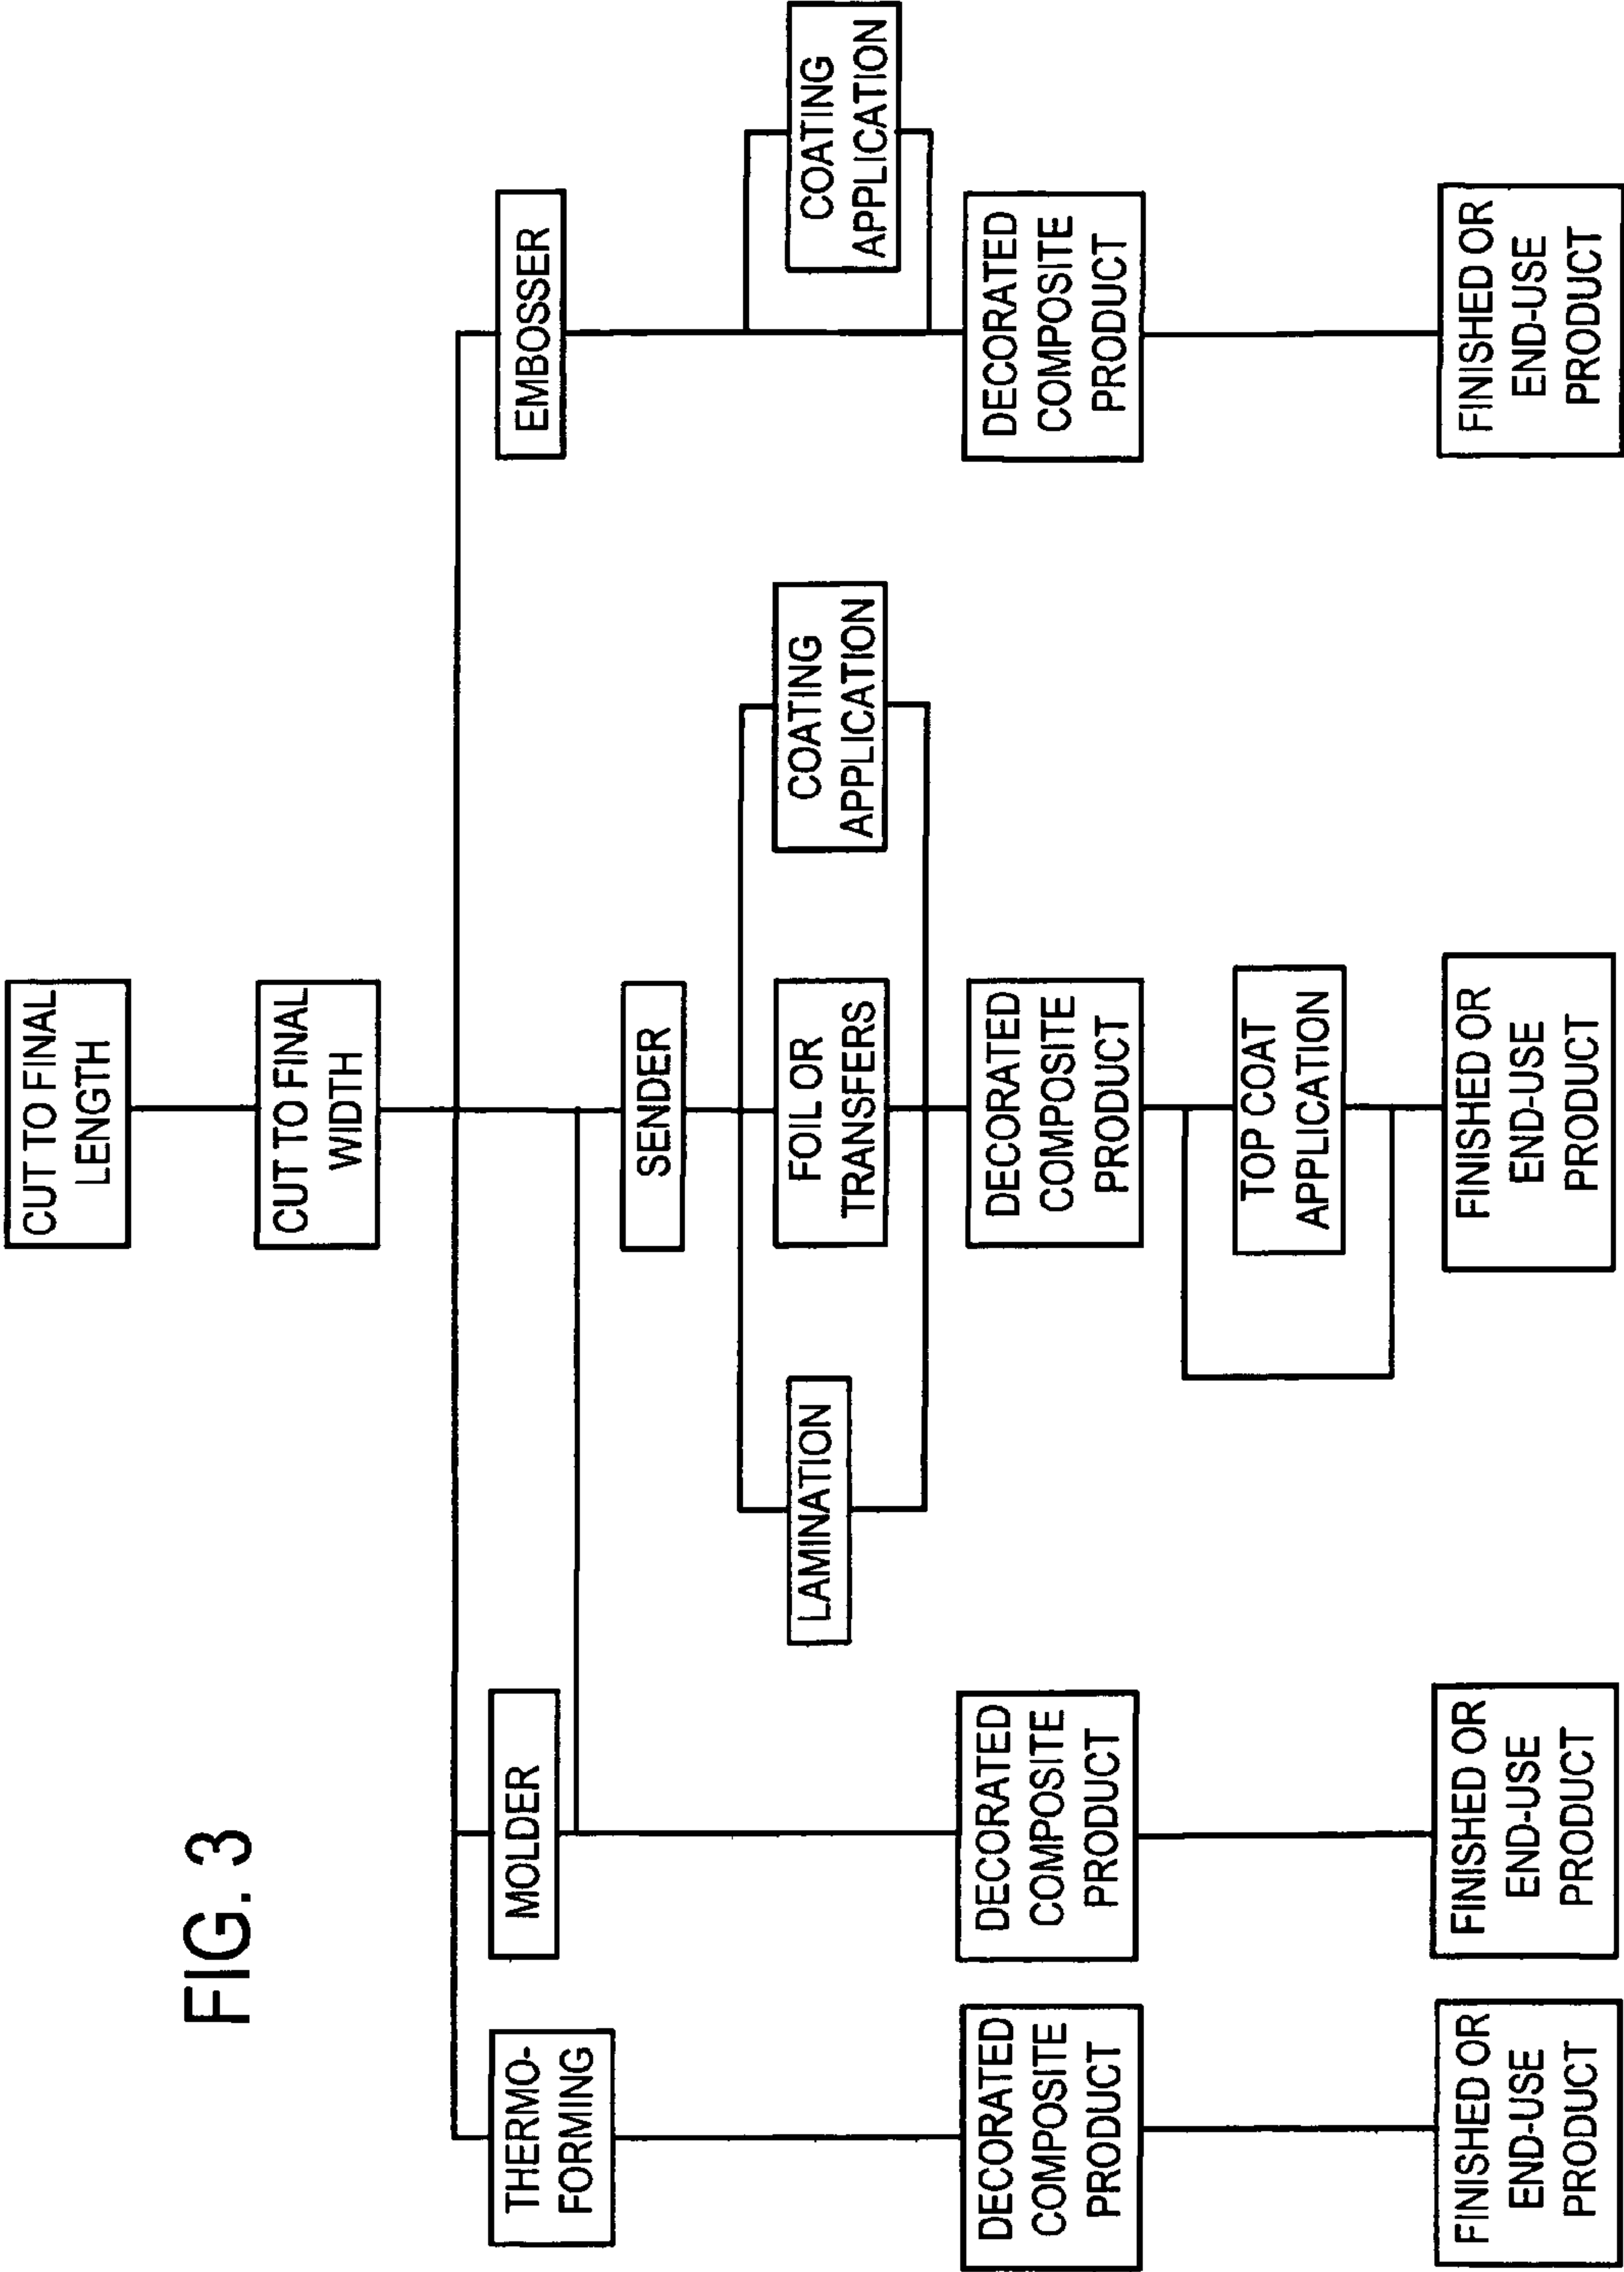 FIG. 3
CUT TO FINAL
LENGTH
CUT TO FINAL
WIDTH
THERMO-
FORMING
MOLDER
EMBOSSER
SENDER
LAMINATION
FOIL OR
TRANSFERS
COATING
APPLICATION
COATING
APPLICATION
DECORATED
COMPOSITE
PRODUCT
DECORATED
COMPOSITE
PRODUCT
DECORATED
COMPOSITE
PRODUCT
DECORATED
COMPOSITE
PRODUCT
TOP COAT
APPLICATION
FINISHED OR
END-USE
PRODUCT
FINISHED OR
END-USE
PRODUCT
FINISHED OR
END-USE
PRODUCT
FINISHED OR
END-USE
PRODUCT